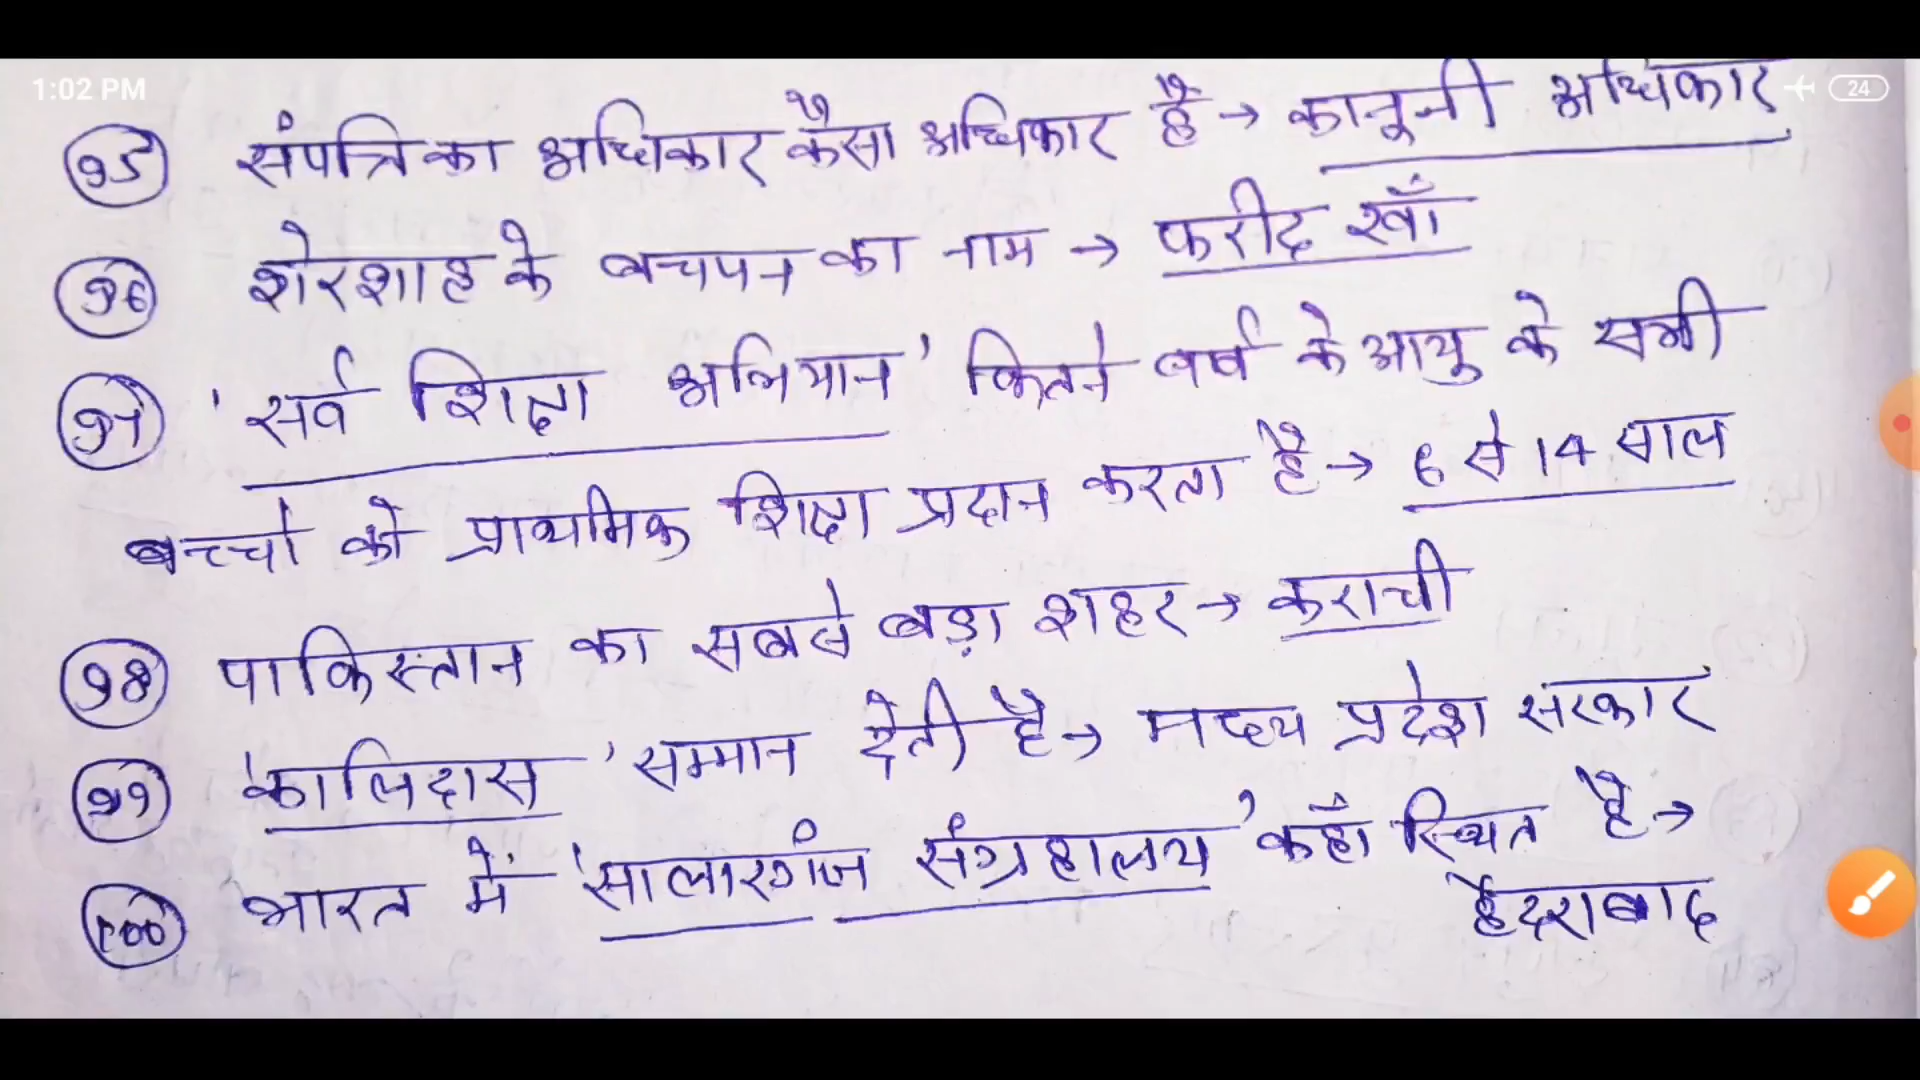 1:02 PM
24
95 संपत्ति का अधिकार कैसा अधिकार है → कानूनी अधिकार
96 शेरशाह के बचपन का नाम → फरीद खाँ
97 'सर्व शिक्षा अभियान' कितने वर्ष के आयु के सभी
बच्चो को प्राथमिक शिक्षा प्रदान करता है → 6 से 14 साल
98 पाकिस्तान का सबसे बड़ा शहर → कराची
99 'कालिदास' सम्मान देती है → मध्य प्रदेश सरकार
100 भारत में 'सालारगंज संग्रहालय' कहाँ स्थित है →
हैदराबाद